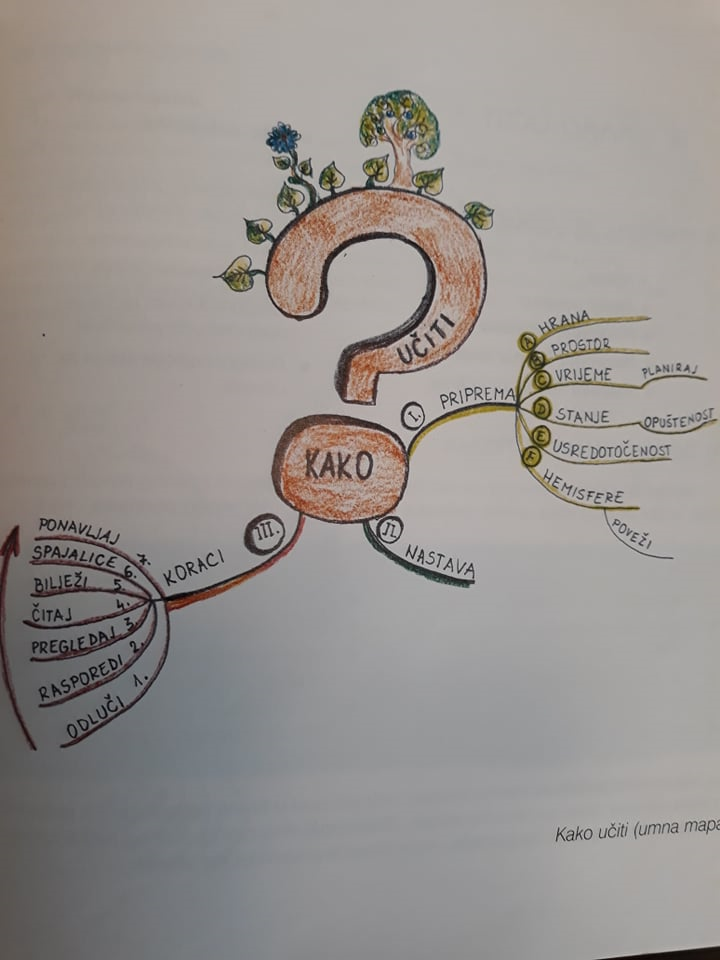 UČITI
KAKO
I. PRIPREMA
A HRANA
B PROSTOR
C VRIJEME PLANIRAJ
D STANJE OPUŠTENOST
E USREDOTOČENOST
F HEMISFERE
POVEŽI
II. NASTAVA
III. KORACI
PONAVLJAJ 7.
SPAJALICE 6.
BILJEŽI 5.
ČITAJ 4.
PREGLEDAJ 3.
RASPOREDI 2.
ODLUČI 1.
Kako učiti (umna mapa